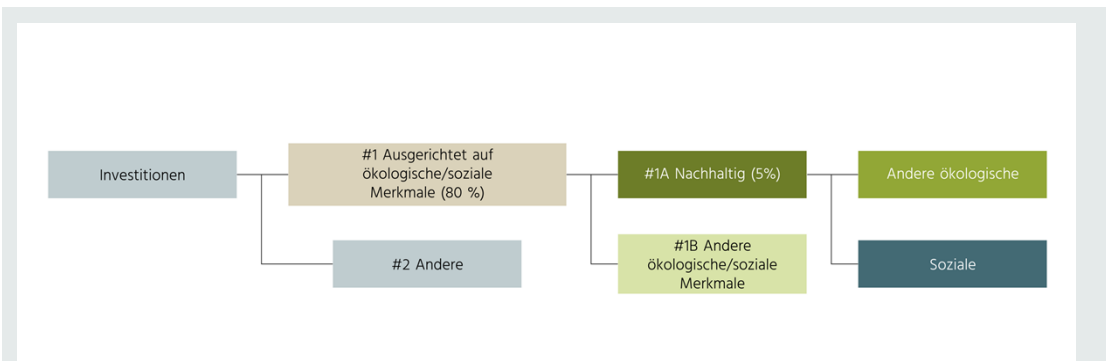 Investitionen
#1 Ausgerichtet auf
ökologische/soziale
Merkmale (80 %)
#1A Nachhaltig (5%)
Andere ökologische
#2 Andere
#1B Andere
ökologische/soziale
Merkmale
Soziale